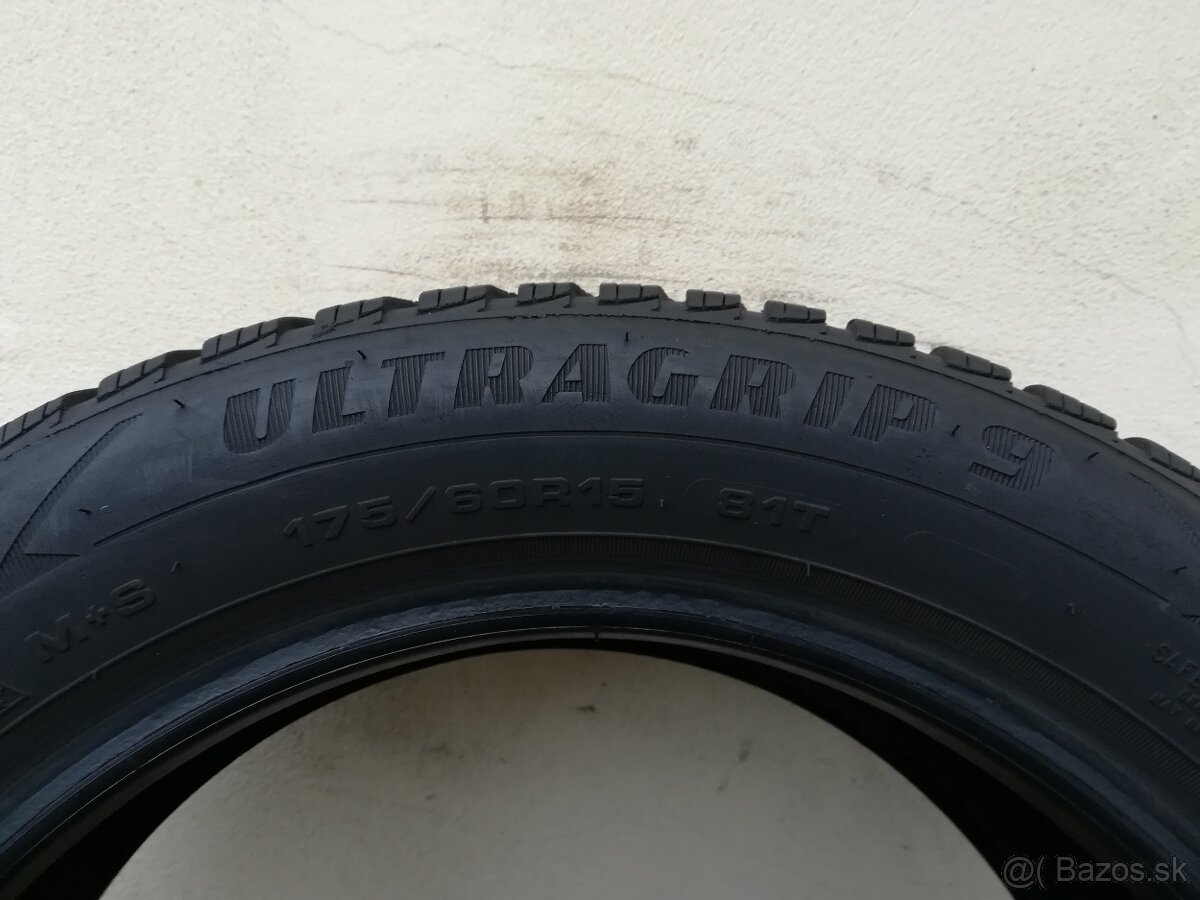 ULTRAGRIP 9
175/60R15 81T
M+S
@( Bazos.sk